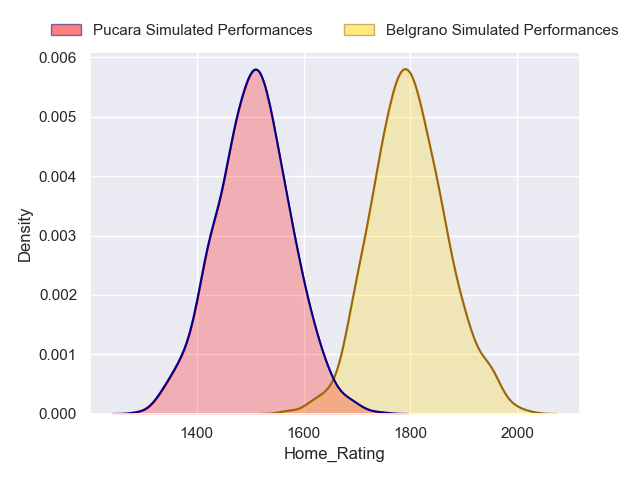 Pucara Simulated Performances Belgrano Simulated Performances
0.006
0.005
0.004
0.003
0.002
0.001
0.000
Density
1400 1600 1800 2000
Home_Rating